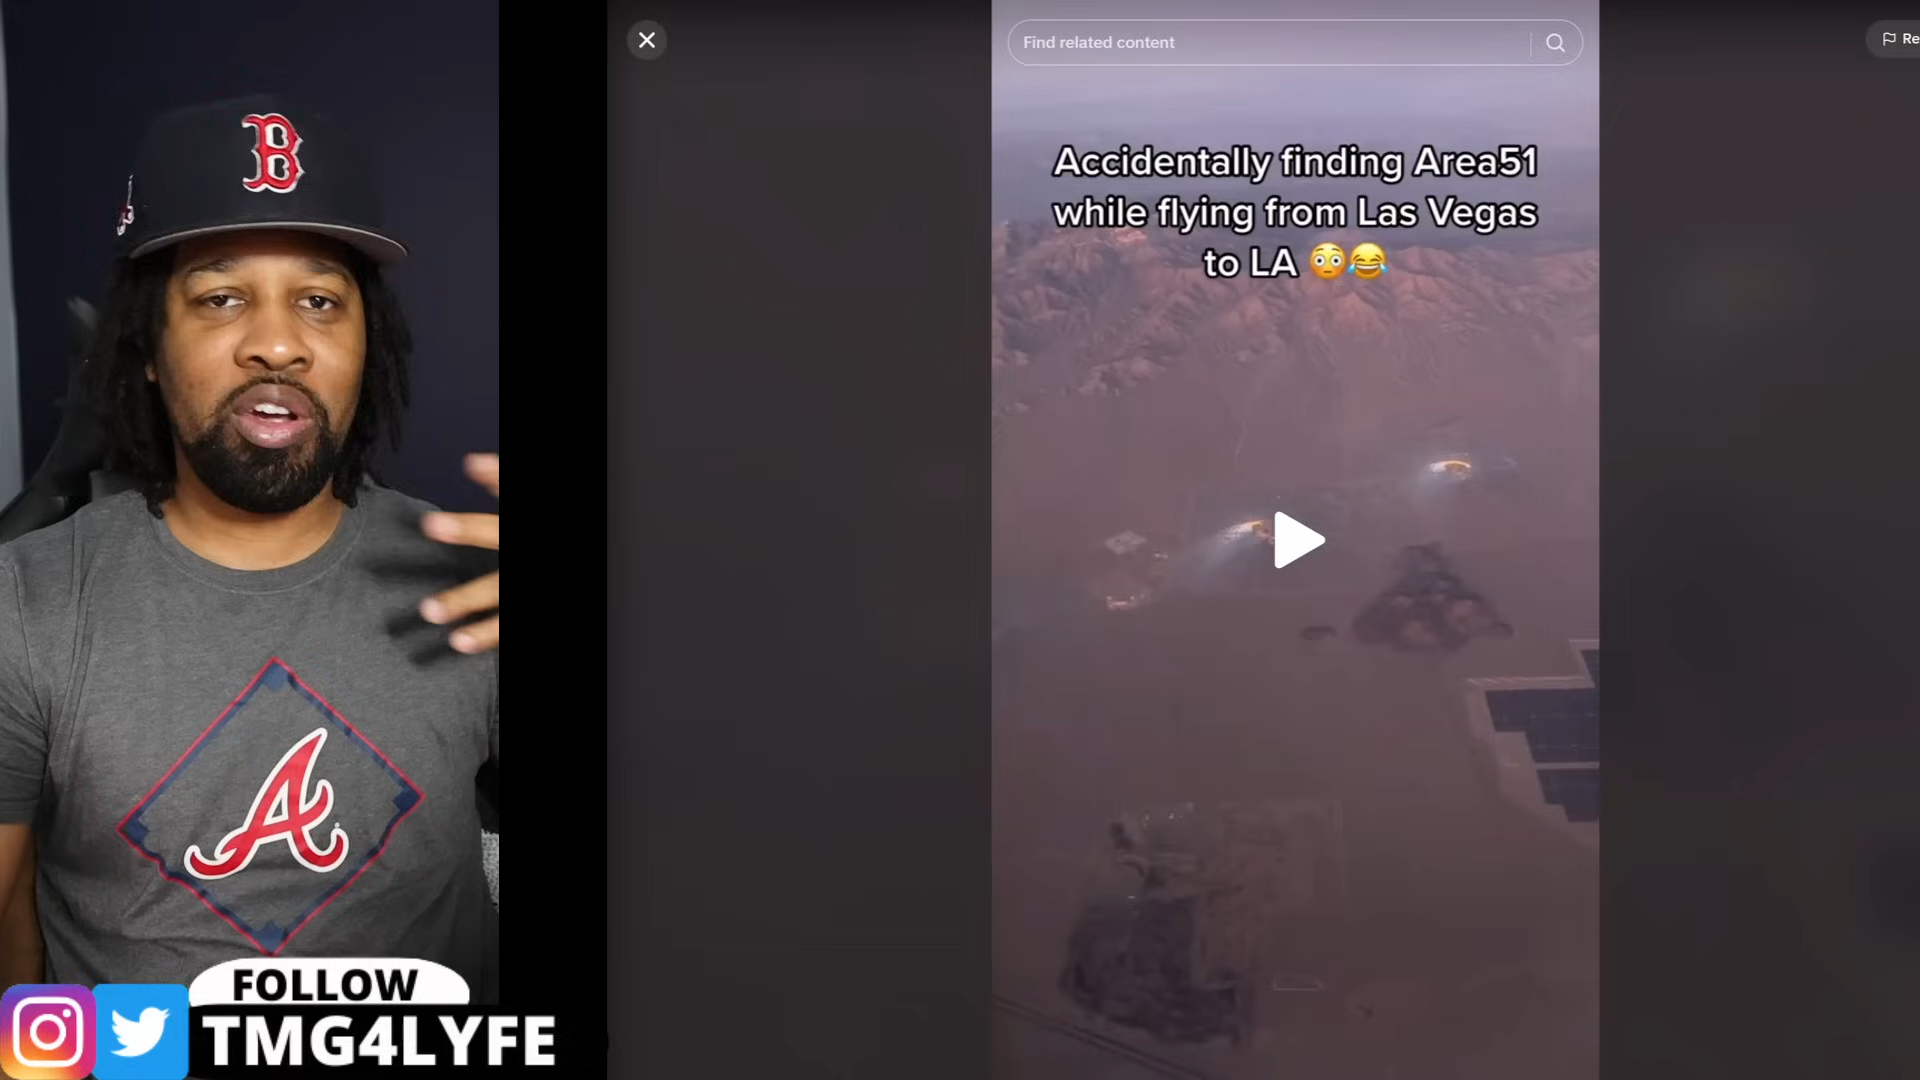 B
A
FOLLOW
TMG4LYFE
Find related content
Re
Accidentally finding Area51
while flying from Las Vegas
to LA 😳😂